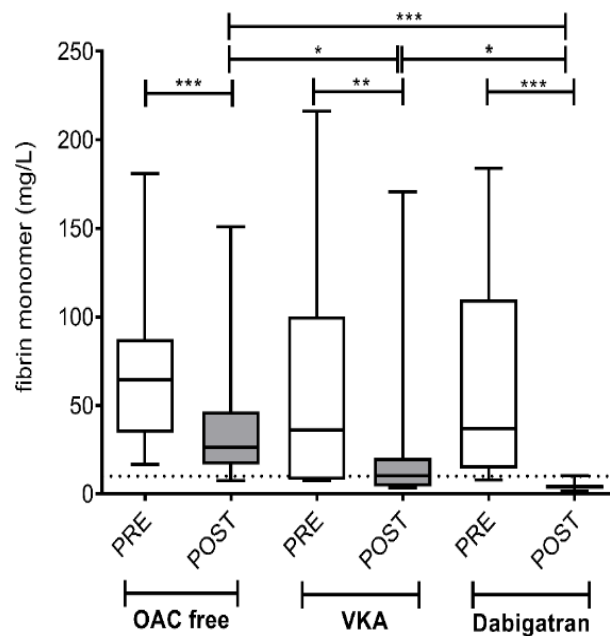 ***
* *
*** ** ***
fibrin monomer (mg/L)
250
200
150
100
50
0
PRE POST PRE POST PRE POST
OAC free VKA Dabigatran